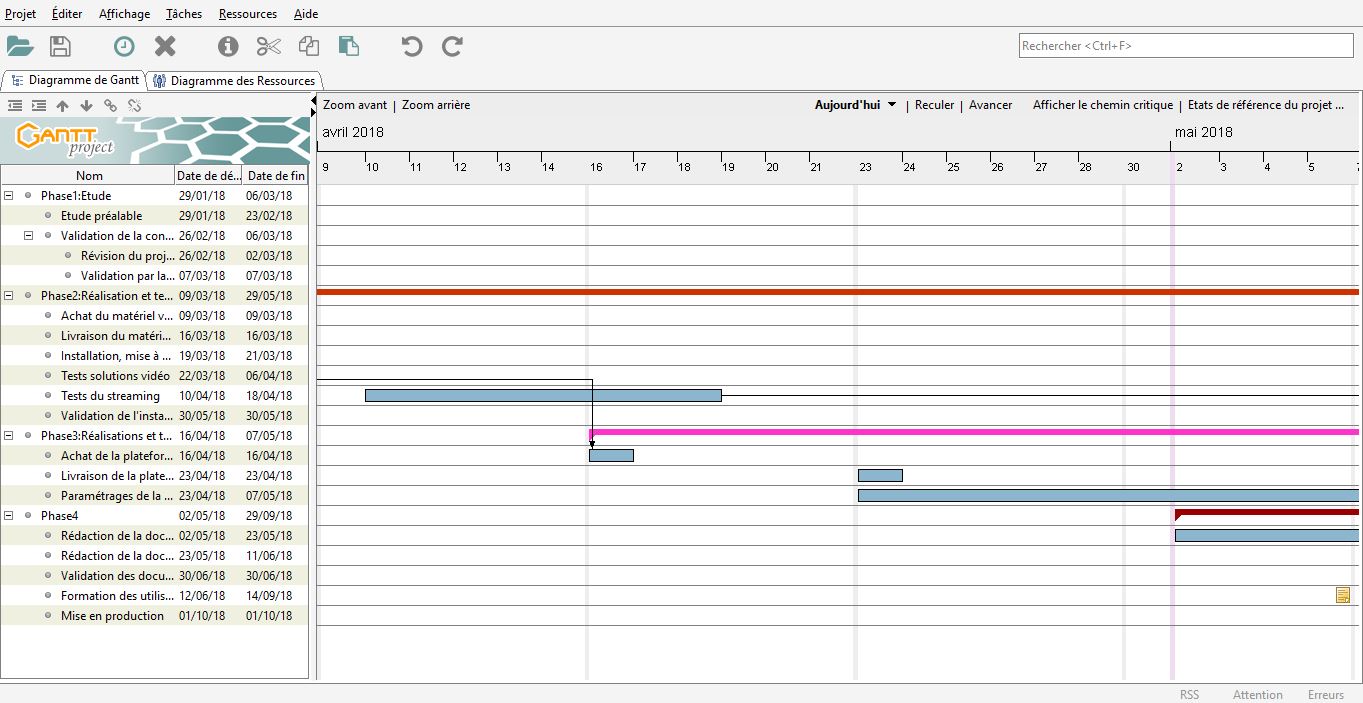 Projet Éditer Affichage Tâches Ressources Aide
Rechercher <Ctrl+F>
Diagramme de Gantt Diagramme des Ressources
Zoom avant | Zoom arrière Aujourd'hui | Reculer | Avancer Afficher le chemin critique | Etats de référence du projet ...
GANTT project
avril 2018 mai 2018
9 10 11 12 13 14 16 17 18 19 20 21 23 24 25 26 27 28 30 2 3 4 5
Nom Date de dé... Date de fin
Phase1:Etude 29/01/18 06/03/18
Etude préalable 29/01/18 23/02/18
Validation de la con... 26/02/18 06/03/18
Révision du proj... 26/02/18 02/03/18
Validation par la... 07/03/18 07/03/18
Phase2:Réalisation et te... 09/03/18 29/05/18
Achat du matériel v... 09/03/18 09/03/18
Livraison du matéri... 16/03/18 16/03/18
Installation, mise à ... 19/03/18 21/03/18
Tests solutions vidéo 22/03/18 06/04/18
Tests du streaming 10/04/18 18/04/18
Validation de l'insta... 30/05/18 30/05/18
Phase3:Réalisations et t... 16/04/18 07/05/18
Achat de la platefor... 16/04/18 16/04/18
Livraison de la plate... 23/04/18 23/04/18
Paramétrages de la ... 23/04/18 07/05/18
Phase4 02/05/18 29/09/18
Rédaction de la doc... 02/05/18 23/05/18
Rédaction de la doc... 23/05/18 11/06/18
Validation des docu... 30/06/18 30/06/18
Formation des utilis... 12/06/18 14/09/18
Mise en production 01/10/18 01/10/18
RSS Attention Erreurs